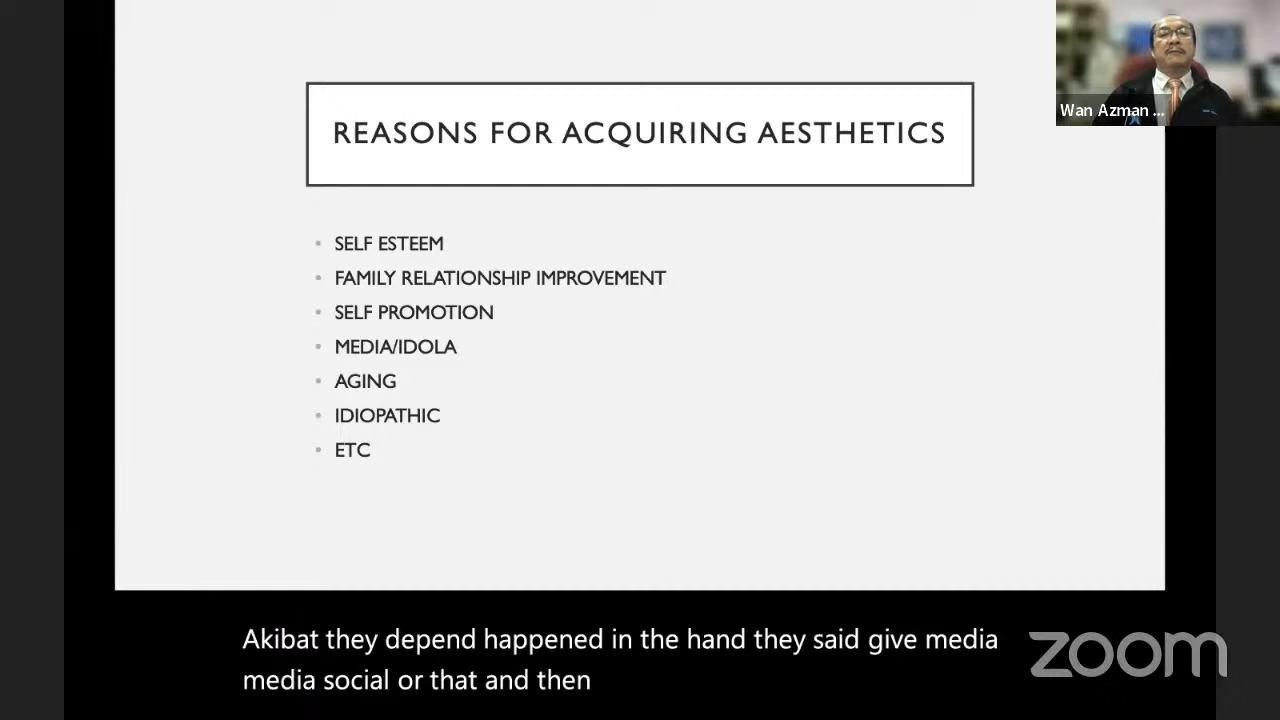 REASONS FOR ACQUIRING AESTHETICS
Wan Azman ...
SELF ESTEEM
FAMILY RELATIONSHIP IMPROVEMENT
SELF PROMOTION
MEDIA/IDOLA
AGING
IDIOPATHIC
ETC
Akibat they depend happened in the hand they said give media
media social or that and then
zoom